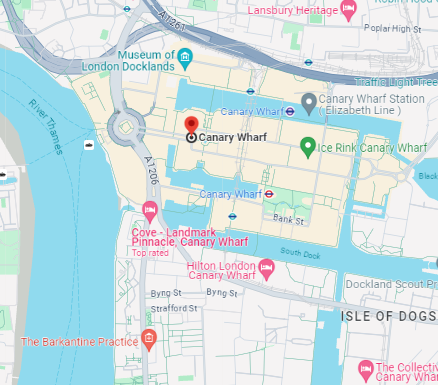 Lansbury Heritage
A1261
Poplar High St
Museum of
London Docklands
Traffic Light Tree
Canary Wharf
Canary Wharf Station
( Elizabeth Line )
River Thames
Canary Wharf
Ice Rink Canary Wharf
A1206
Canary Wharf
Bank St
Cove - Landmark
Pinnacle, Canary Wharf
Top rated
South Dock
Hilton London
Canary Wharf
Dockland Scout Pr
Byng St
Byng St
Strafford St
ISLE OF DOGS
The Barkantine Practice
The Collectiv
Canary Whar